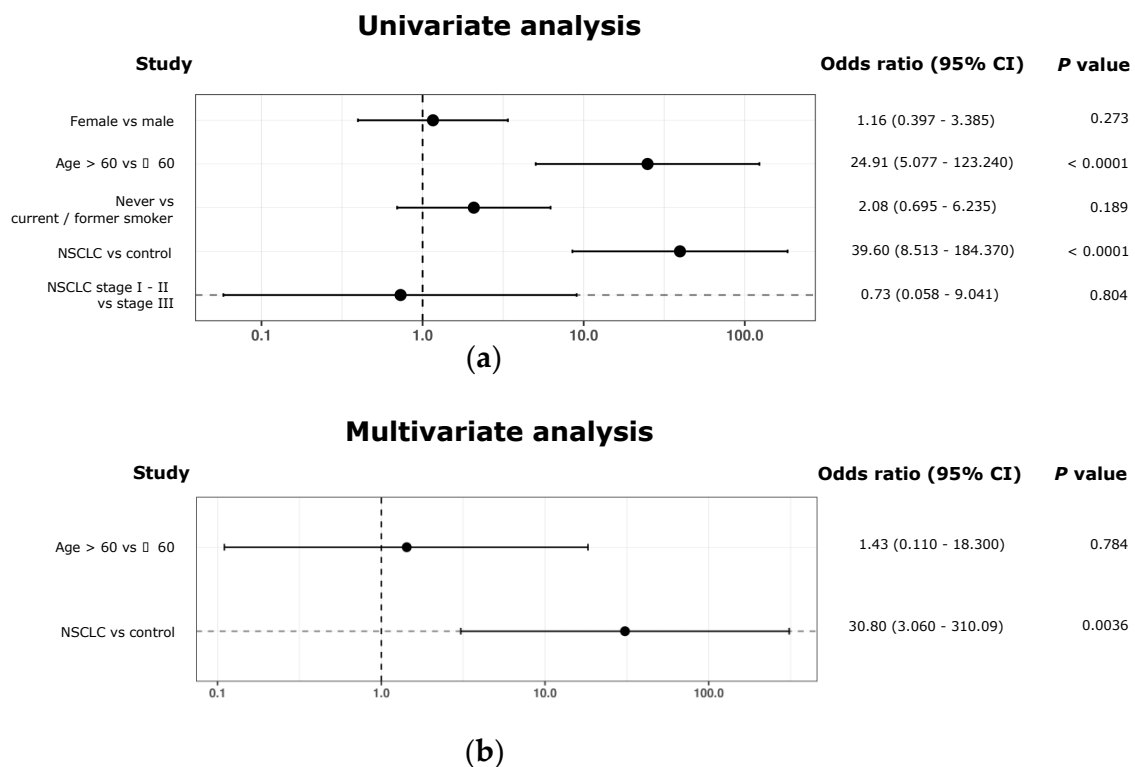 Univariate analysis
Study Odds ratio (95% CI) P value
Female vs male 1.16 (0.397 - 3.385) 0.273
Age > 60 vs ▯ 60 24.91 (5.077 - 123.240) < 0.0001
Never vs
current / former smoker 2.08 (0.695 - 6.235) 0.189
NSCLC vs control 39.60 (8.513 - 184.370) < 0.0001
NSCLC stage I - II
vs stage III 0.73 (0.058 - 9.041) 0.804
0.1 1.0 10.0 100.0
(a)
Multivariate analysis
Study Odds ratio (95% CI) P value
Age > 60 vs ▯ 60 1.43 (0.110 - 18.300) 0.784
NSCLC vs control 30.80 (3.060 - 310.09) 0.0036
0.1 1.0 10.0 100.0
(b)